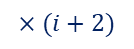 × (i + 2)